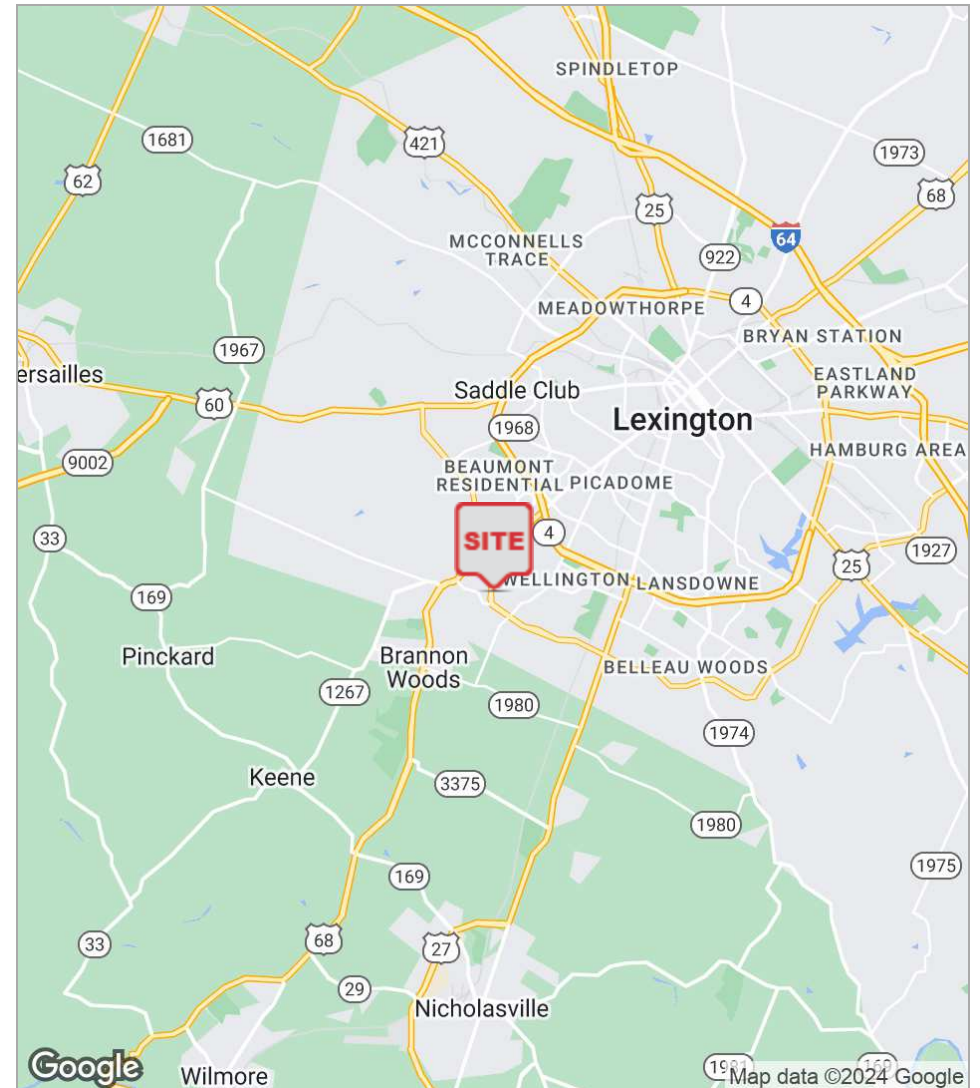 SPINDLETOP
1681
421
1973
62
68
25
64
MCCONNELLS
TRACE
922
MEADOWTHORPE
4
BRYAN STATION
1967
ersailles
EASTLAND
PARKWAY
Saddle Club
60
Lexington
1968
HAMBURG AREA
9002
BEAUMONT
RESIDENTIAL
PICADOME
33
SITE
4
1927
25
WELLINGTON
LANSDOWNE
169
Pinckard
Brannon
Woods
BELLEAU WOODS
1267
1980
1974
Keene
3375
1980
1975
169
33
68
27
29
Nicholasville
Google
Wilmore
1981
169
Map data ©2024 Google